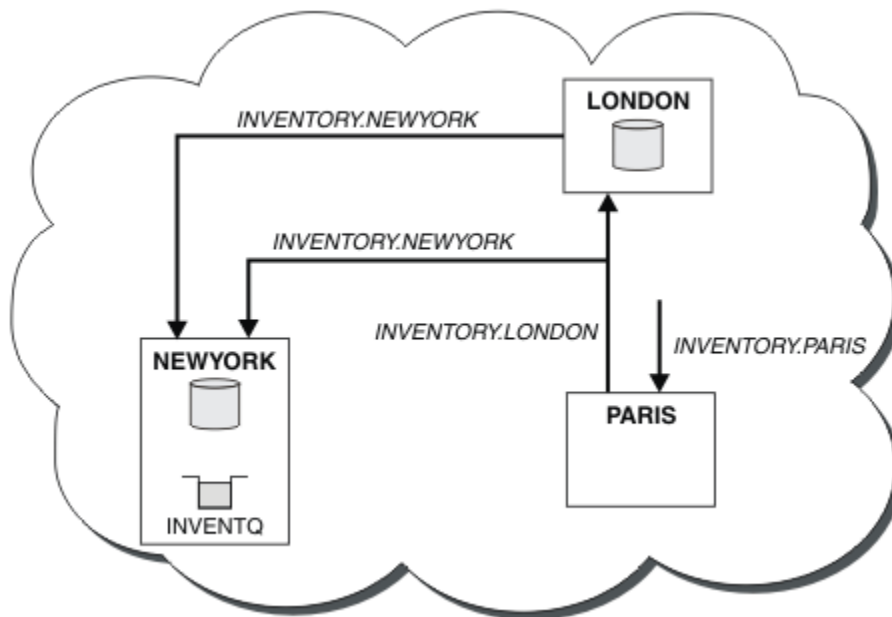 LONDON
INVENTORY.NEWYORK
INVENTORY.NEWYORK
INVENTORY.LONDON
INVENTORY.PARIS
NEWYORK
PARIS
INVENTQ